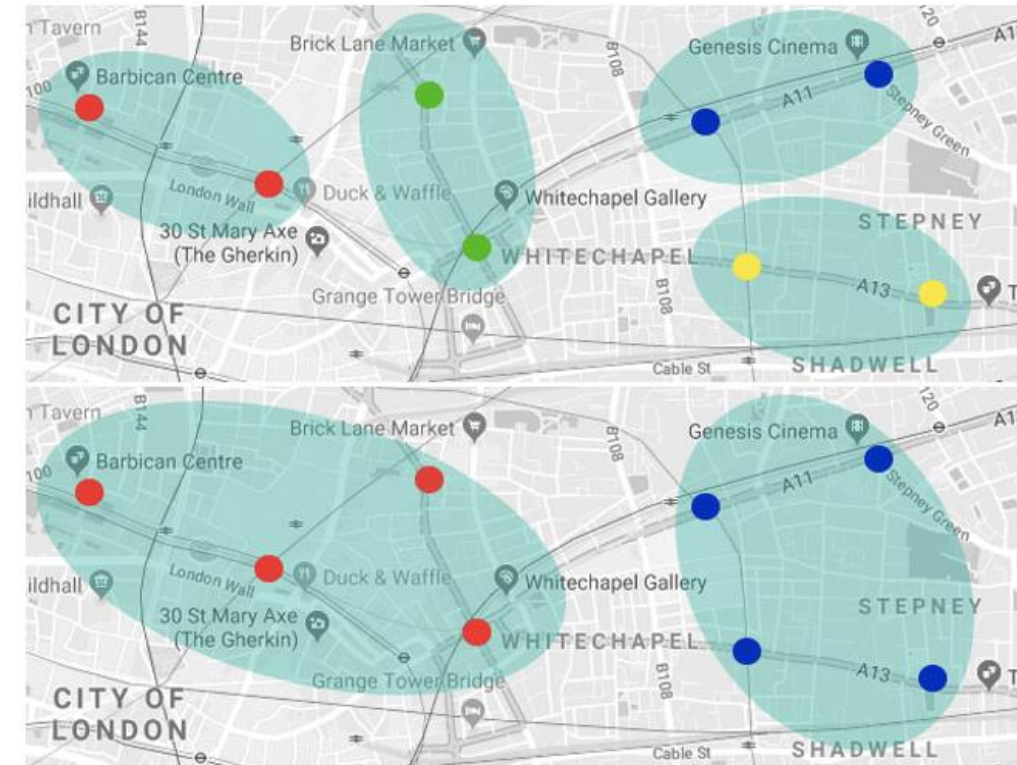 n Tavern
B144
Brick Lane Market
B108
Genesis Cinema
120
A1
Barbican Centre
100
A11
Stepney Green
London Wall
Duck & Waffle
Whitechapel Gallery
ildhall
30 St Mary Axe
(The Gherkin)
STEPNEY
WHITECHAPEL
Grange Tower Bridge
B108
A13
T
CITY OF
LONDON
Cable St
SHADWELL
n Tavern
B144
Brick Lane Market
B108
Genesis Cinema
120
A1
Barbican Centre
100
A11
Stepney Green
London Wall
Duck & Waffle
Whitechapel Gallery
ildhall
30 St Mary Axe
(The Gherkin)
STEPNEY
WHITECHAPEL
Grange Tower Bridge
B108
A13
T
CITY OF
LONDON
Cable St
SHADWELL